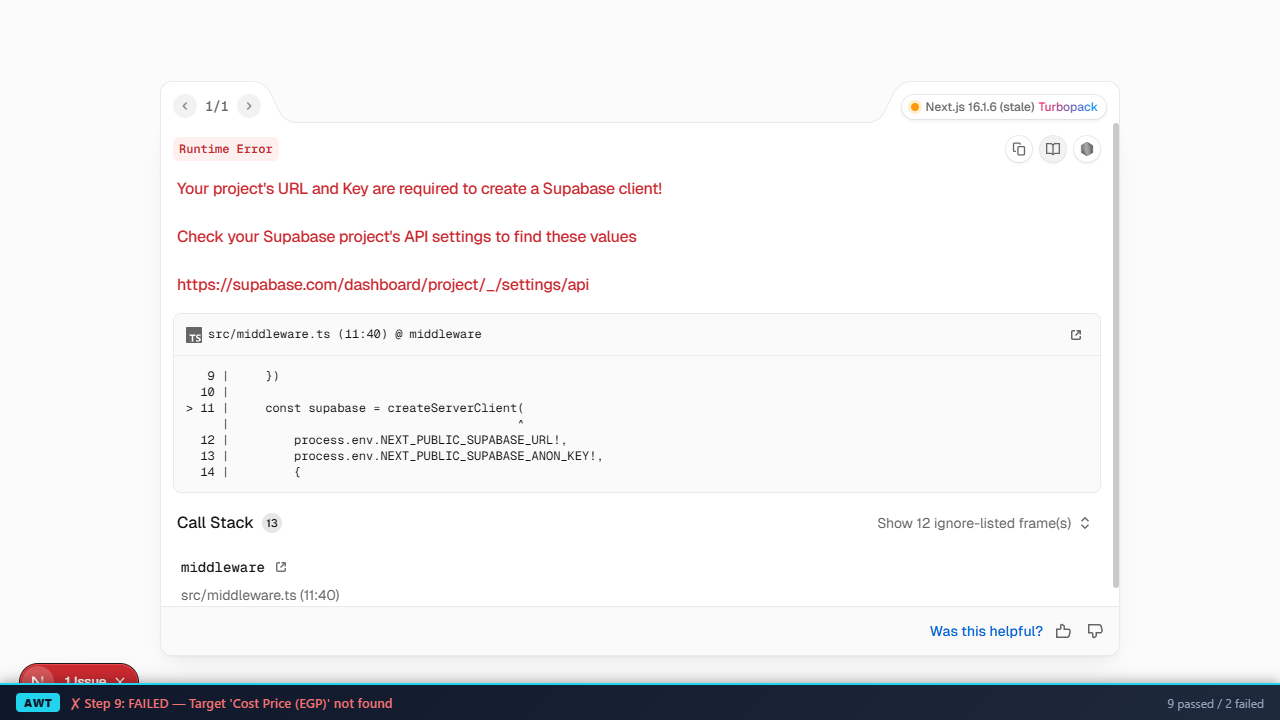 1/1
Next.js 16.1.6 (stale) Turbopack
Runtime Error
Your project's URL and Key are required to create a Supabase client!
Check your Supabase project's API settings to find these values
https://supabase.com/dashboard/project/_/settings/api
TS src/middleware.ts (11:40) @ middleware
9 |     })
10 |
> 11 |     const supabase = createServerClient(
|                                         ^
12 |         process.env.NEXT_PUBLIC_SUPABASE_URL!,
13 |         process.env.NEXT_PUBLIC_SUPABASE_ANON_KEY!,
14 |         {
Call Stack 13
Show 12 ignore-listed frame(s)
middleware
src/middleware.ts (11:40)
Was this helpful?
N 1 Issue
AWT ✗ Step 9: FAILED — Target 'Cost Price (EGP)' not found
9 passed / 2 failed